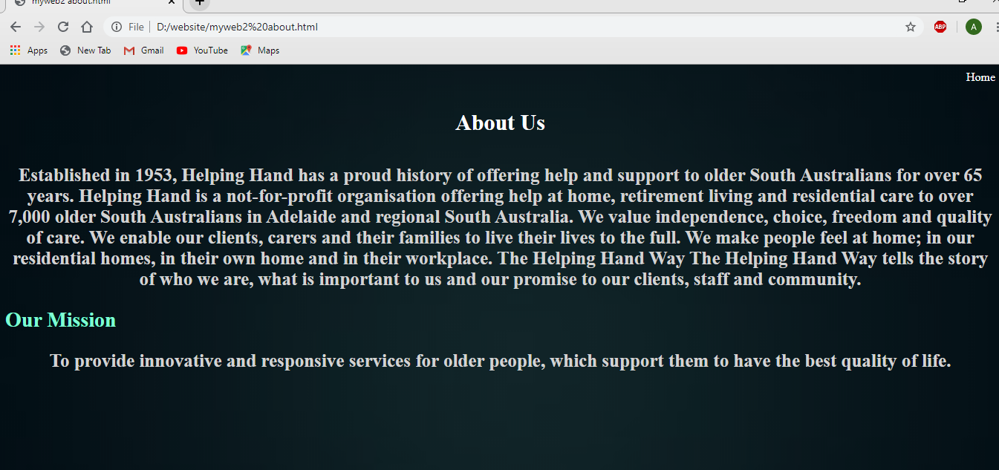 myweb2 about.html
File D:/website/myweb2%20about.html
ABP
A
Apps New Tab Gmail YouTube Maps
Home
About Us
Established in 1953, Helping Hand has a proud history of offering help and support to older South Australians for over 65
years. Helping Hand is a not-for-profit organisation offering help at home, retirement living and residential care to over
7,000 older South Australians in Adelaide and regional South Australia. We value independence, choice, freedom and quality
of care. We enable our clients, carers and their families to live their lives to the full. We make people feel at home; in our
residential homes, in their own home and in their workplace. The Helping Hand Way The Helping Hand Way tells the story
of who we are, what is important to us and our promise to our clients, staff and community.
Our Mission
To provide innovative and responsive services for older people, which support them to have the best quality of life.